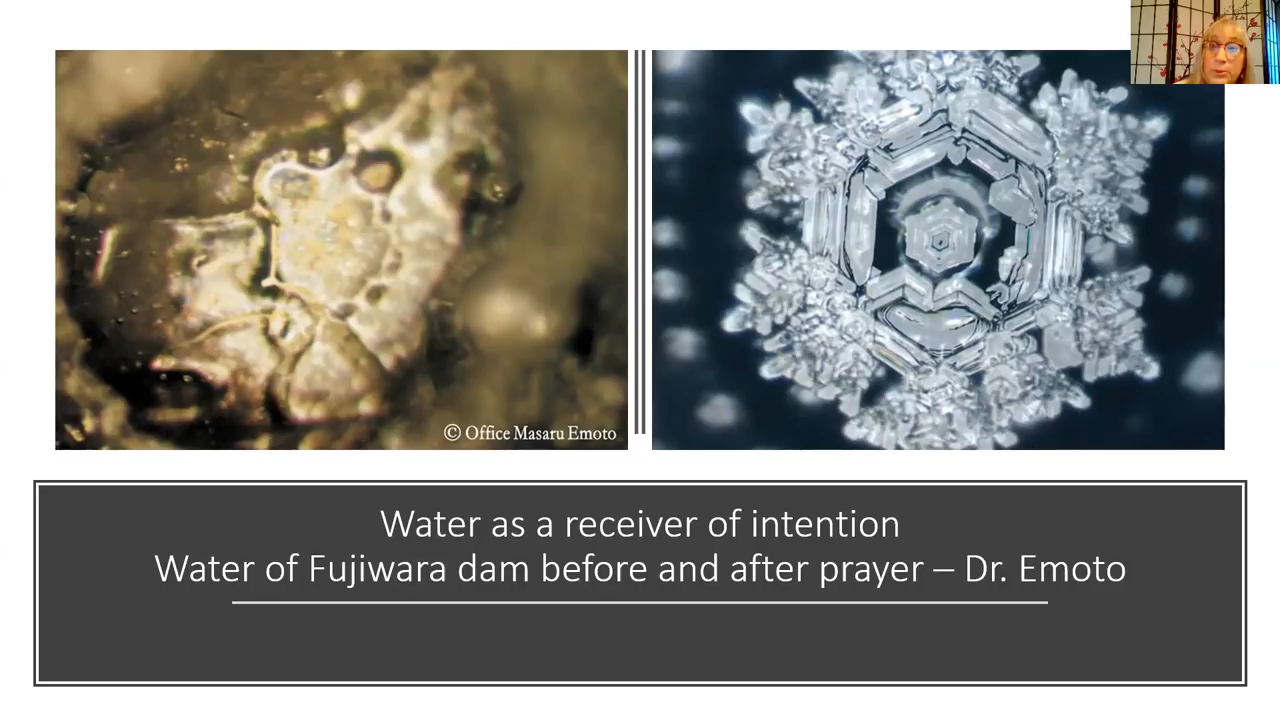 © Office Masaru Emoto
Water as a receiver of intention
Water of Fujiwara dam before and after prayer – Dr. Emoto